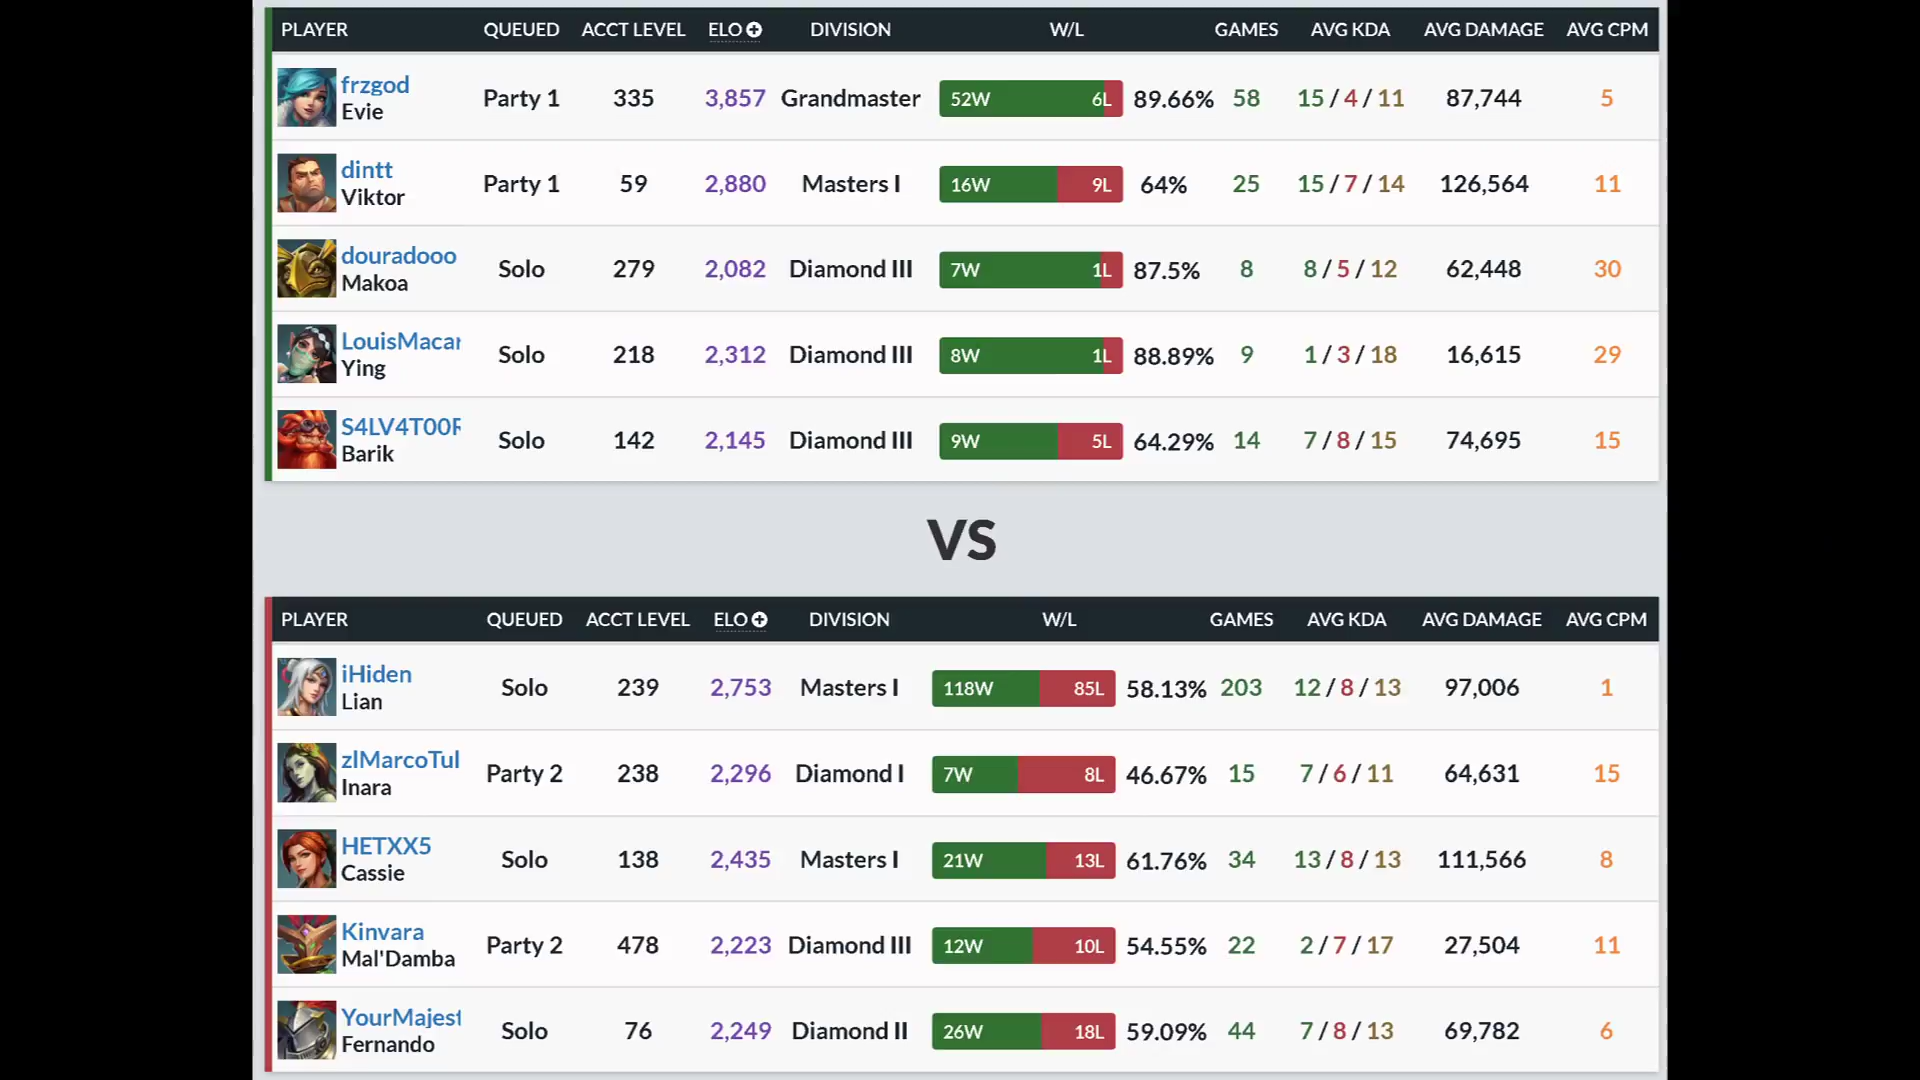 PLAYER QUEUED ACCT LEVEL ELO DIVISION W/L GAMES AVG KDA AVG DAMAGE AVG CPM
frzgod
Evie
Party 1 335 3,857 Grandmaster 52W 6L 89.66% 58 15 / 4 / 11 87,744 5
dintt
Viktor
Party 1 59 2,880 Masters I 16W 9L 64% 25 15 / 7 / 14 126,564 11
douradooo
Makoa
Solo 279 2,082 Diamond III 7W 1L 87.5% 8 8 / 5 / 12 62,448 30
LouisMacar
Ying
Solo 218 2,312 Diamond III 8W 1L 88.89% 9 1 / 3 / 18 16,615 29
S4LV4T00R
Barik
Solo 142 2,145 Diamond III 9W 5L 64.29% 14 7 / 8 / 15 74,695 15
VS
PLAYER QUEUED ACCT LEVEL ELO DIVISION W/L GAMES AVG KDA AVG DAMAGE AVG CPM
iHiden
Lian
Solo 239 2,753 Masters I 118W 85L 58.13% 203 12 / 8 / 13 97,006 1
zlMarcoTul
Inara
Party 2 238 2,296 Diamond I 7W 8L 46.67% 15 7 / 6 / 11 64,631 15
HETXX5
Cassie
Solo 138 2,435 Masters I 21W 13L 61.76% 34 13 / 8 / 13 111,566 8
Kinvara
Mal'Damba
Party 2 478 2,223 Diamond III 12W 10L 54.55% 22 2 / 7 / 17 27,504 11
YourMajest
Fernando
Solo 76 2,249 Diamond II 26W 18L 59.09% 44 7 / 8 / 13 69,782 6